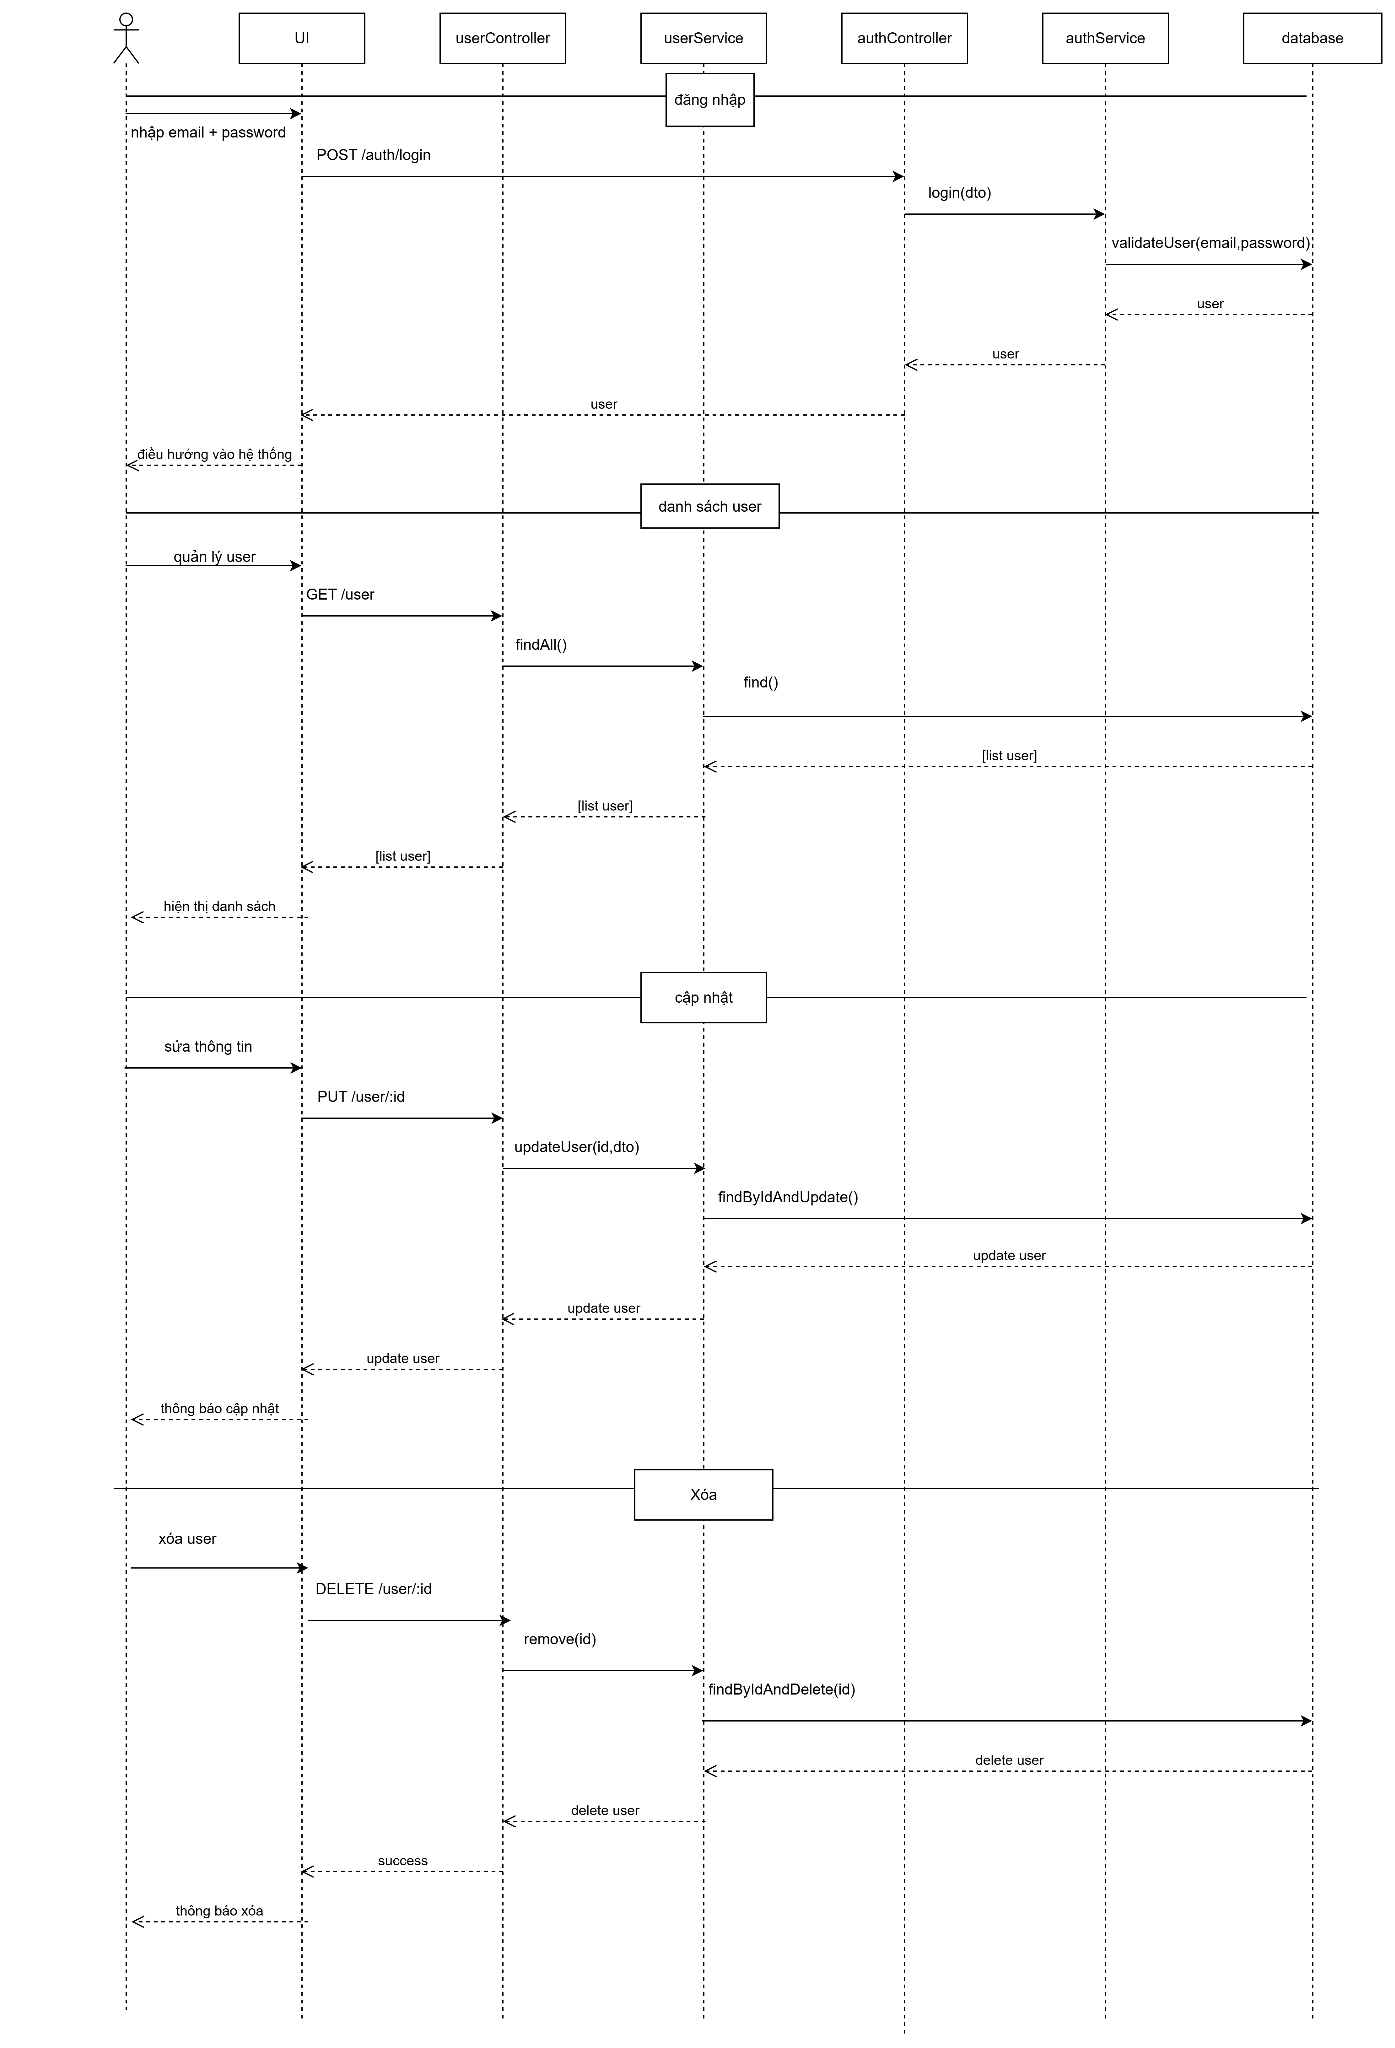 UI
userController
userService
authController
authService
database
đăng nhập
nhập email + password
POST /auth/login
login(dto)
validateUser(email,password)
user
user
user
điều hướng vào hệ thống
danh sách user
quản lý user
GET /user
findAll()
find()
[list user]
[list user]
[list user]
hiện thị danh sách
cập nhật
sửa thông tin
PUT /user/:id
updateUser(id,dto)
findByIdAndUpdate()
update user
update user
update user
thông báo cập nhật
Xóa
xóa user
DELETE /user/:id
remove(id)
findByIdAndDelete(id)
delete user
delete user
success
thông báo xóa